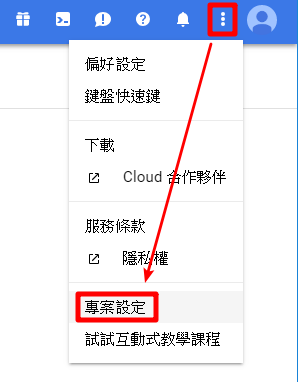 偏好設定
鍵盤快速鍵
下載
Cloud 合作夥伴
服務條款
隱私權
專案設定
試試互動式教學課程